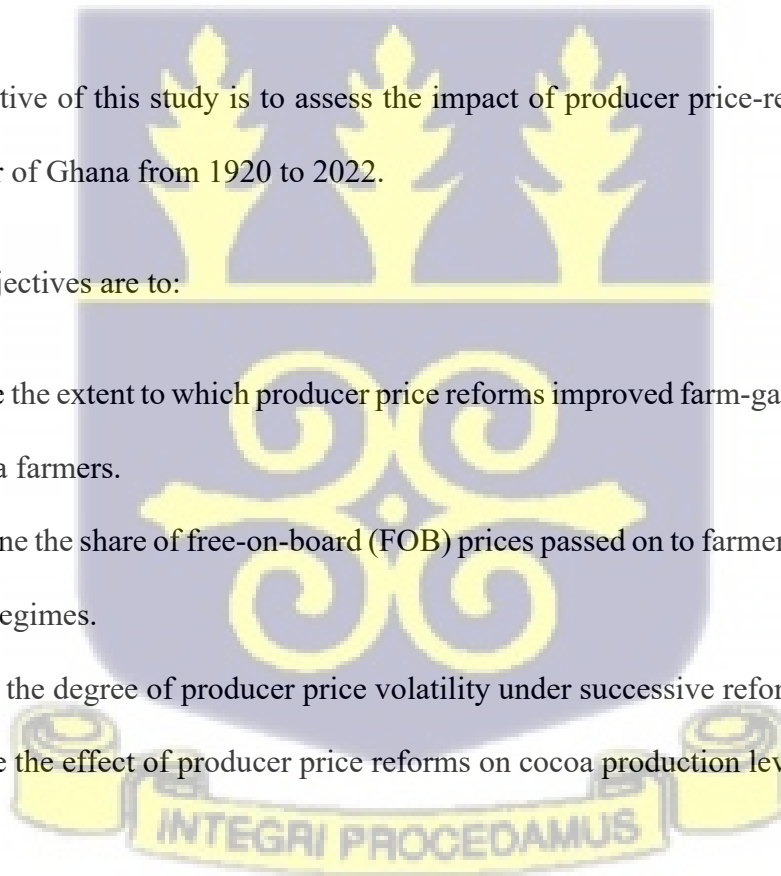 tive of this study is to assess the impact of producer price-re
r of Ghana from 1920 to 2022.
jectives are to:
e the extent to which producer price reforms improved farm-ga
a farmers.
ne the share of free-on-board (FOB) prices passed on to farmer
egimes.
the degree of producer price volatility under successive refor
e the effect of producer price reforms on cocoa production lev
INTEGRI PROCEDAMUS